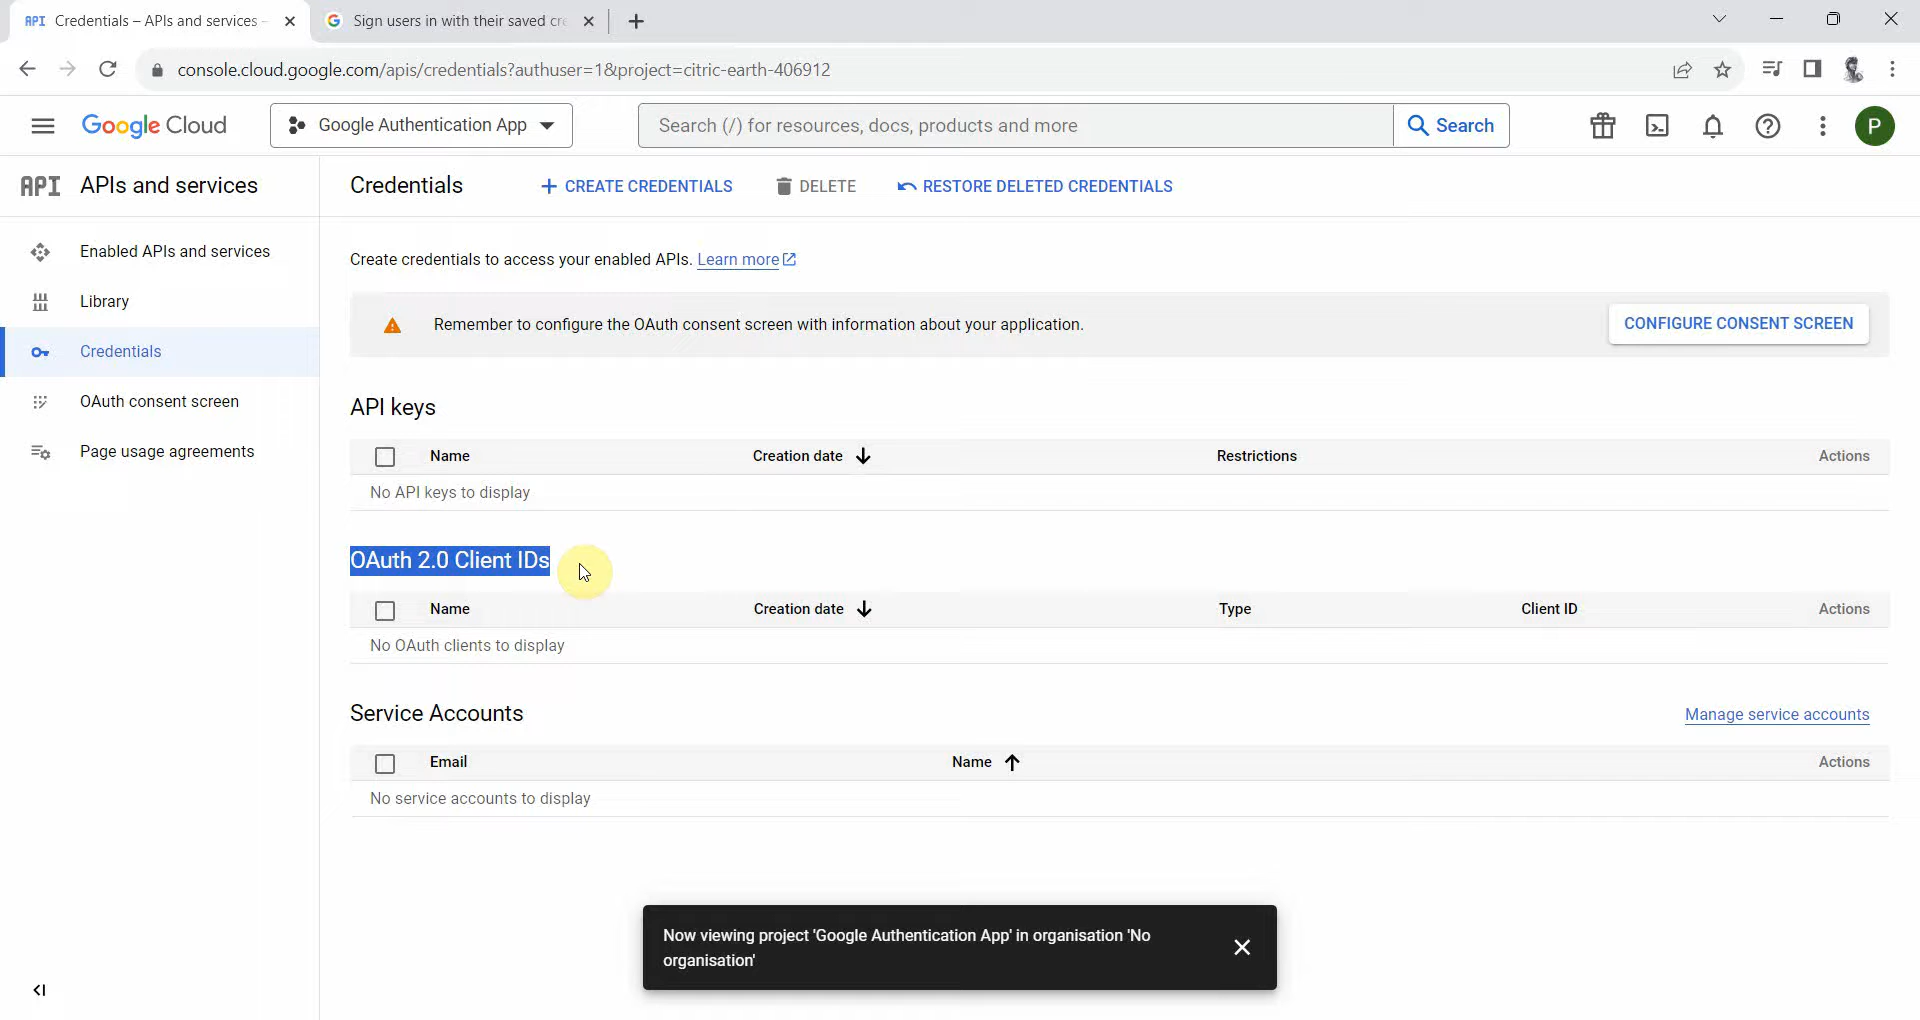 API Credentials – APIs and services –
Sign users in with their saved cre
console.cloud.google.com/apis/credentials?authuser=1&project=citric-earth-406912
Google Cloud
Google Authentication App
Search (/) for resources, docs, products and more
Search
P
API APIs and services
Credentials
CREATE CREDENTIALS
DELETE
RESTORE DELETED CREDENTIALS
Enabled APIs and services
Library
Credentials
OAuth consent screen
Page usage agreements
Create credentials to access your enabled APIs. Learn more
Remember to configure the OAuth consent screen with information about your application.
CONFIGURE CONSENT SCREEN
API keys
Name Creation date Restrictions Actions
No API keys to display
OAuth 2.0 Client IDs
Name Creation date Type Client ID Actions
No OAuth clients to display
Service Accounts
Manage service accounts
Email Name Actions
No service accounts to display
Now viewing project 'Google Authentication App' in organisation 'No
organisation'